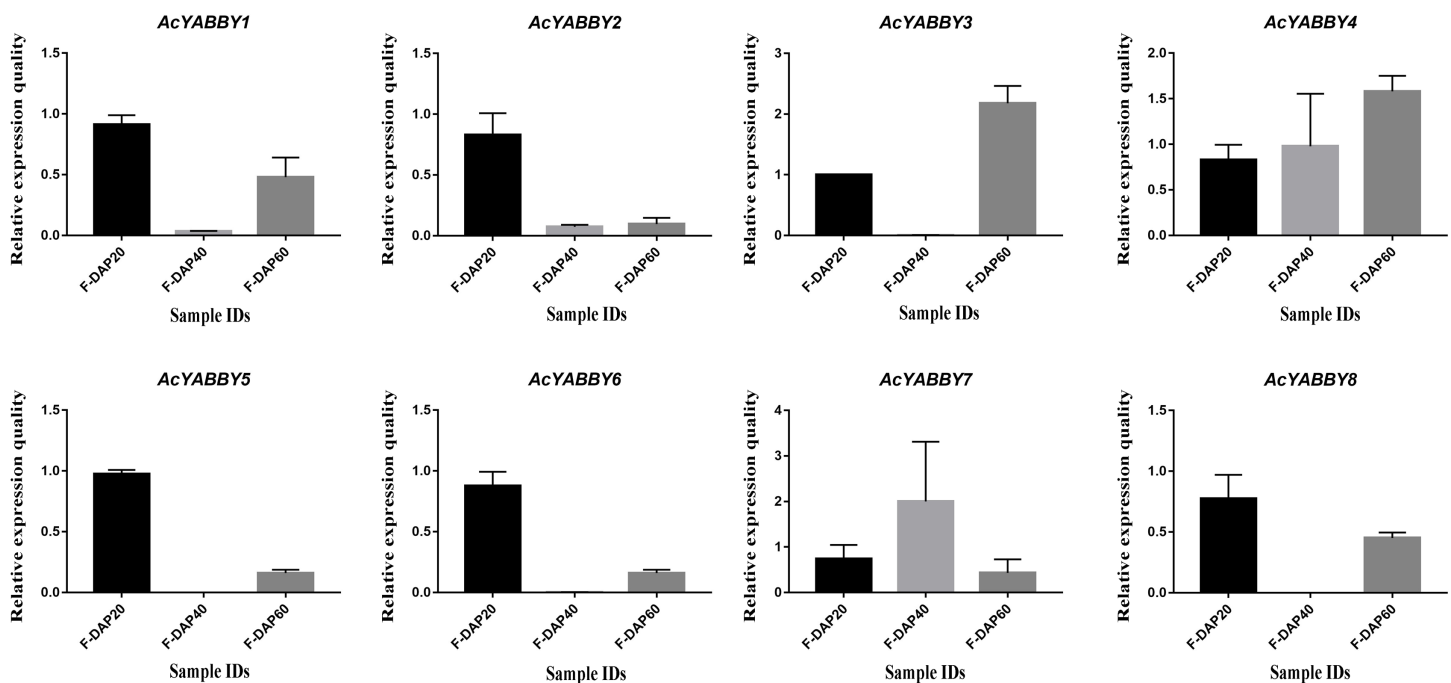 AcYABBY1
Relative expression quality
1.5
1.0
0.5
0.0
F-DAP20
F-DAP40
F-DAP60
Sample IDs
AcYABBY2
Relative expression quality
1.5
1.0
0.5
0.0
F-DAP20
F-DAP40
F-DAP60
Sample IDs
AcYABBY3
Relative expression quality
3
2
1
0
F-DAP20
F-DAP40
F-DAP60
Sample IDs
AcYABBY4
Relative expression quality
2.0
1.5
1.0
0.5
0.0
F-DAP20
F-DAP40
F-DAP60
Sample IDs
AcYABBY5
Relative expression quality
1.5
1.0
0.5
0.0
F-DAP20
F-DAP40
F-DAP60
Sample IDs
AcYABBY6
Relative expression quality
1.5
1.0
0.5
0.0
F-DAP20
F-DAP40
F-DAP60
Sample IDs
AcYABBY7
Relative expression quality
4
3
2
1
0
F-DAP20
F-DAP40
F-DAP60
Sample IDs
AcYABBY8
Relative expression quality
1.5
1.0
0.5
0.0
F-DAP20
F-DAP40
F-DAP60
Sample IDs